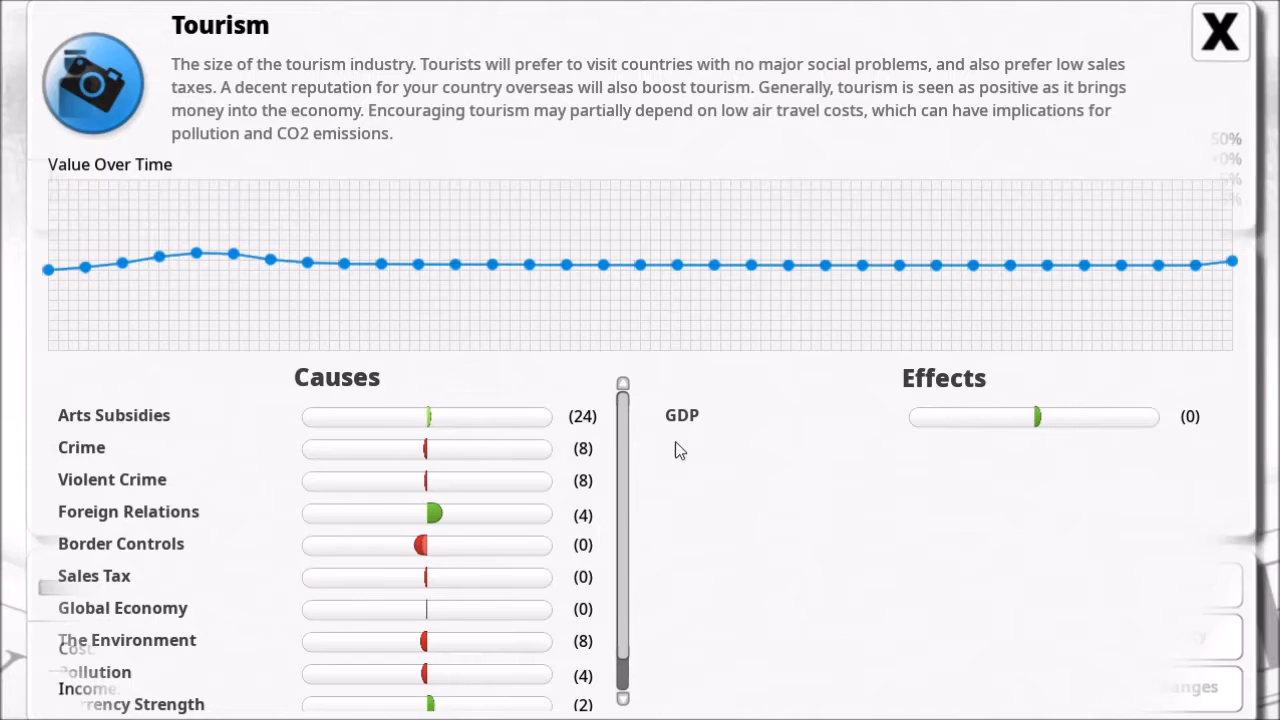 Tourism
X
The size of the tourism industry. Tourists will prefer to visit countries with no major social problems, and also prefer low sales
taxes. A decent reputation for your country overseas will also boost tourism. Generally, tourism is seen as positive as it brings
money into the economy. Encouraging tourism may partially depend on low air travel costs, which can have implications for
pollution and CO2 emissions.
50%
Value Over Time
Causes
Effects
Arts Subsidies (24)
GDP (0)
Crime (8)
Violent Crime (8)
Foreign Relations (4)
Border Controls (0)
Sales Tax (0)
Global Economy (0)
The Environment (8)
Cost
Pollution (4)
Income
rrency Strength (2)